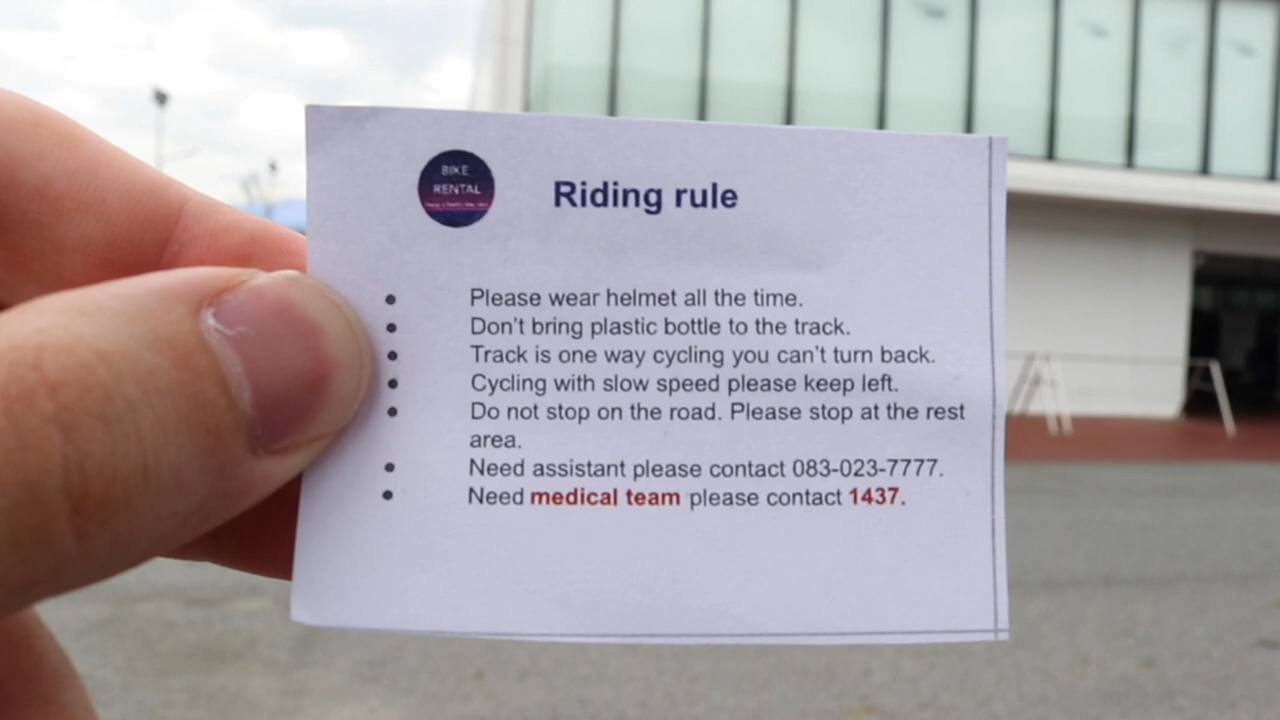 BIKE
RENTAL
Riding rule
Please wear helmet all the time.
Don't bring plastic bottle to the track.
Track is one way cycling you can't turn back.
Cycling with slow speed please keep left.
Do not stop on the road. Please stop at the rest
area.
Need assistant please contact 083-023-7777.
Need medical team please contact 1437.